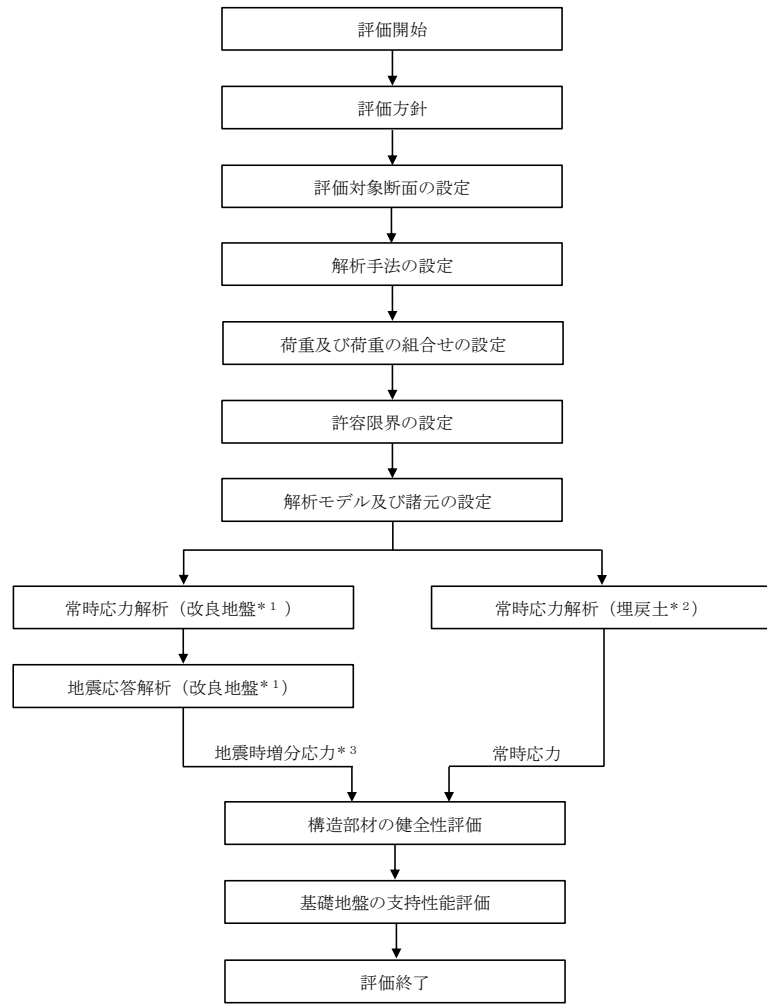 評価開始
評価方針
評価対象断面の設定
解析手法の設定
荷重及び荷重の組合せの設定
許容限界の設定
解析モデル及び諸元の設定
常時応力解析（改良地盤*¹）
常時応力解析（埋戻土*²）
地震応答解析（改良地盤*¹）
地震時増分応力*³
常時応力
構造部材の健全性評価
基礎地盤の支持性能評価
評価終了